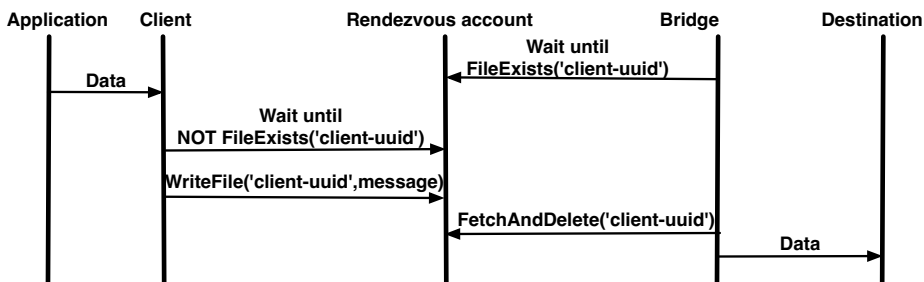 Application Client Rendezvous account Bridge Destination
Wait until
FileExists('client-uuid')
Data
Wait until
NOT FileExists('client-uuid')
WriteFile('client-uuid',message)
FetchAndDelete('client-uuid')
Data